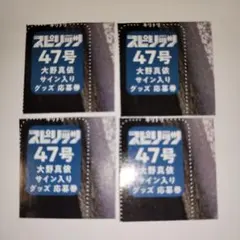 スピリッツ
47号
大野真依
サイン入り
グッズ 応募券
スピリッツ
47号
大野真依
サイン入り
グッズ 応募券
スピリッツ
47号
大野真依
サイン入り
グッズ 応募券
スピリッツ
47号
大野真依
サイン入り
グッズ 応募券